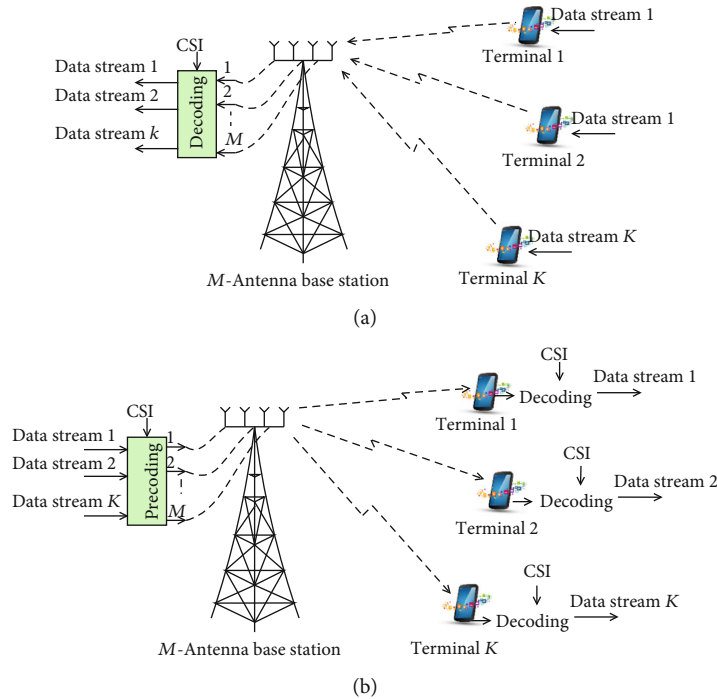 CSI
Data stream 1
Data stream 2
Data stream k
Decoding
1
2
M
M-Antenna base station
Data stream 1
Terminal 1
Data stream 1
Terminal 2
Data stream K
Terminal K
(a)
CSI
Data stream 1
Data stream 2
Data stream K
Precoding
1
2
M
M-Antenna base station
CSI
Data stream 1
Decoding
Terminal 1
CSI
Data stream 2
Decoding
Terminal 2
CSI
Data stream K
Decoding
Terminal K
(b)